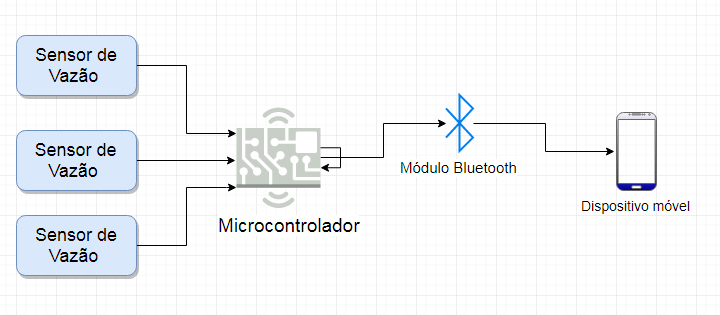 Sensor de
Vazão
Sensor de
Vazão
Sensor de
Vazão
Microcontrolador
Módulo Bluetooth
Dispositivo móvel